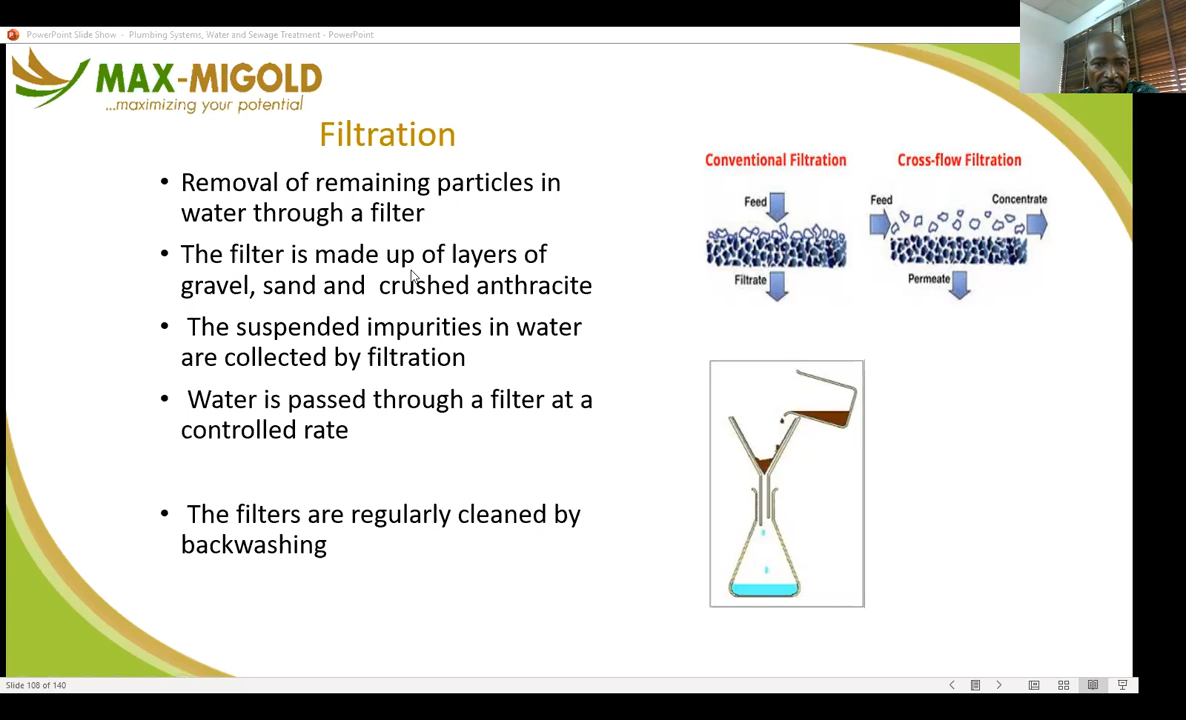 PowerPoint Slide Show - Plumbing Systems, Water and Sewage Treatment - PowerPoint
MAX-MIGOLD
...maximizing your potential
Filtration
• Removal of remaining particles in
water through a filter
• The filter is made up of layers of
gravel, sand and crushed anthracite
• The suspended impurities in water
are collected by filtration
• Water is passed through a filter at a
controlled rate
• The filters are regularly cleaned by
backwashing
Conventional Filtration
Feed
Filtrate
Cross-flow Filtration
Feed
Concentrate
Permeate
Slide 108 of 140